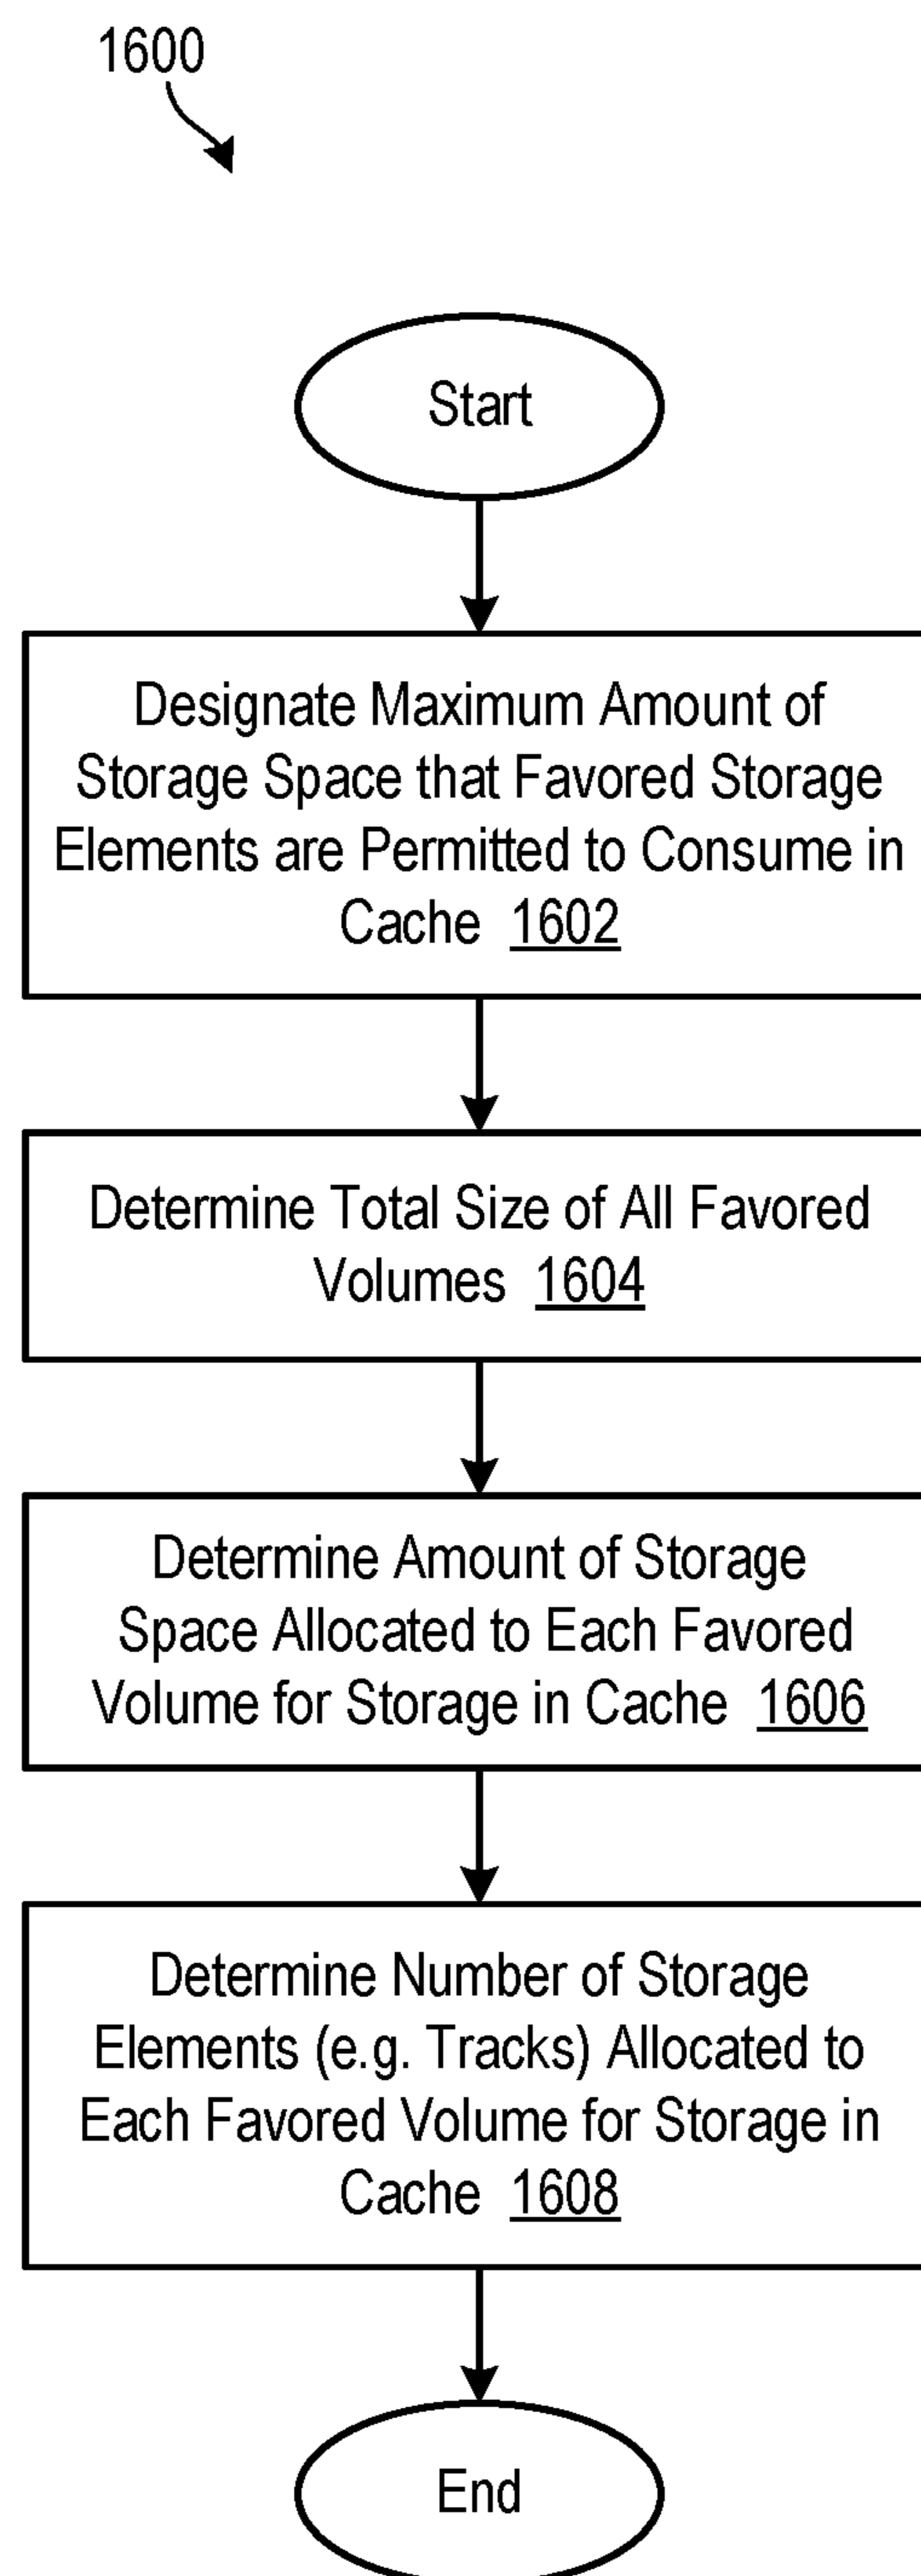 1600
Start
Designate Maximum Amount of
Storage Space that Favored Storage
Elements are Permitted to Consume in
Cache 1602
Determine Total Size of All Favored
Volumes 1604
Determine Amount of Storage
Space Allocated to Each Favored
Volume for Storage in Cache 1606
Determine Number of Storage
Elements (e.g. Tracks) Allocated to
Each Favored Volume for Storage in
Cache 1608
End